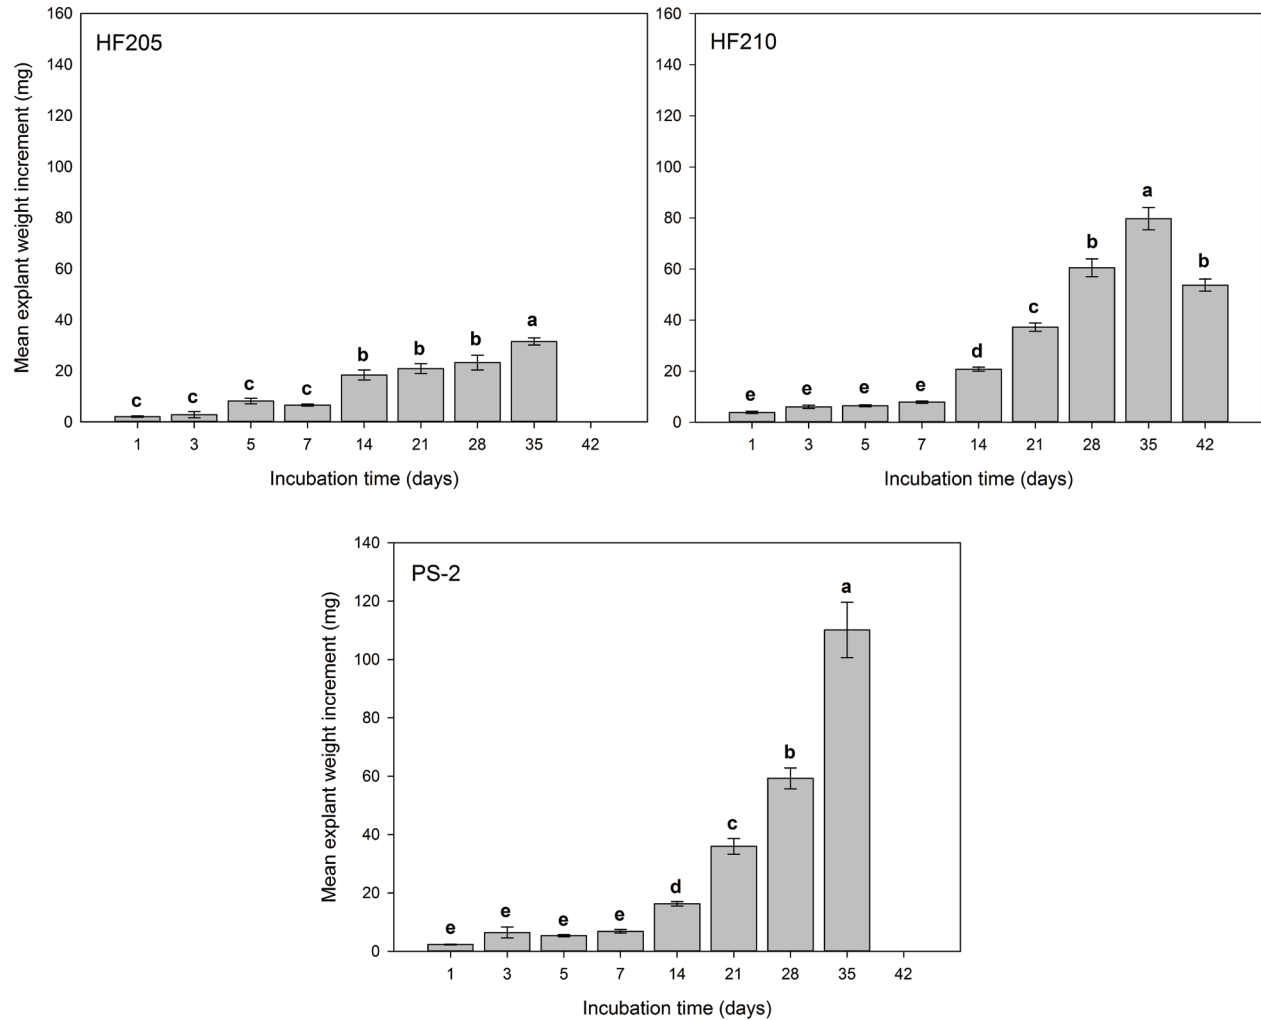 HF205
Mean explant weight increment (mg)
160
140
120
100
80
60
40
20
0
c
c
c
c
b
b
b
a
1 3 5 7 14 21 28 35 42
Incubation time (days)
HF210
160
140
120
100
80
60
40
20
0
e
e
e
e
d
c
b
a
b
1 3 5 7 14 21 28 35 42
Incubation time (days)
PS-2
Mean explant weight increment (mg)
140
120
100
80
60
40
20
0
e
e
e
e
d
c
b
a
1 3 5 7 14 21 28 35 42
Incubation time (days)